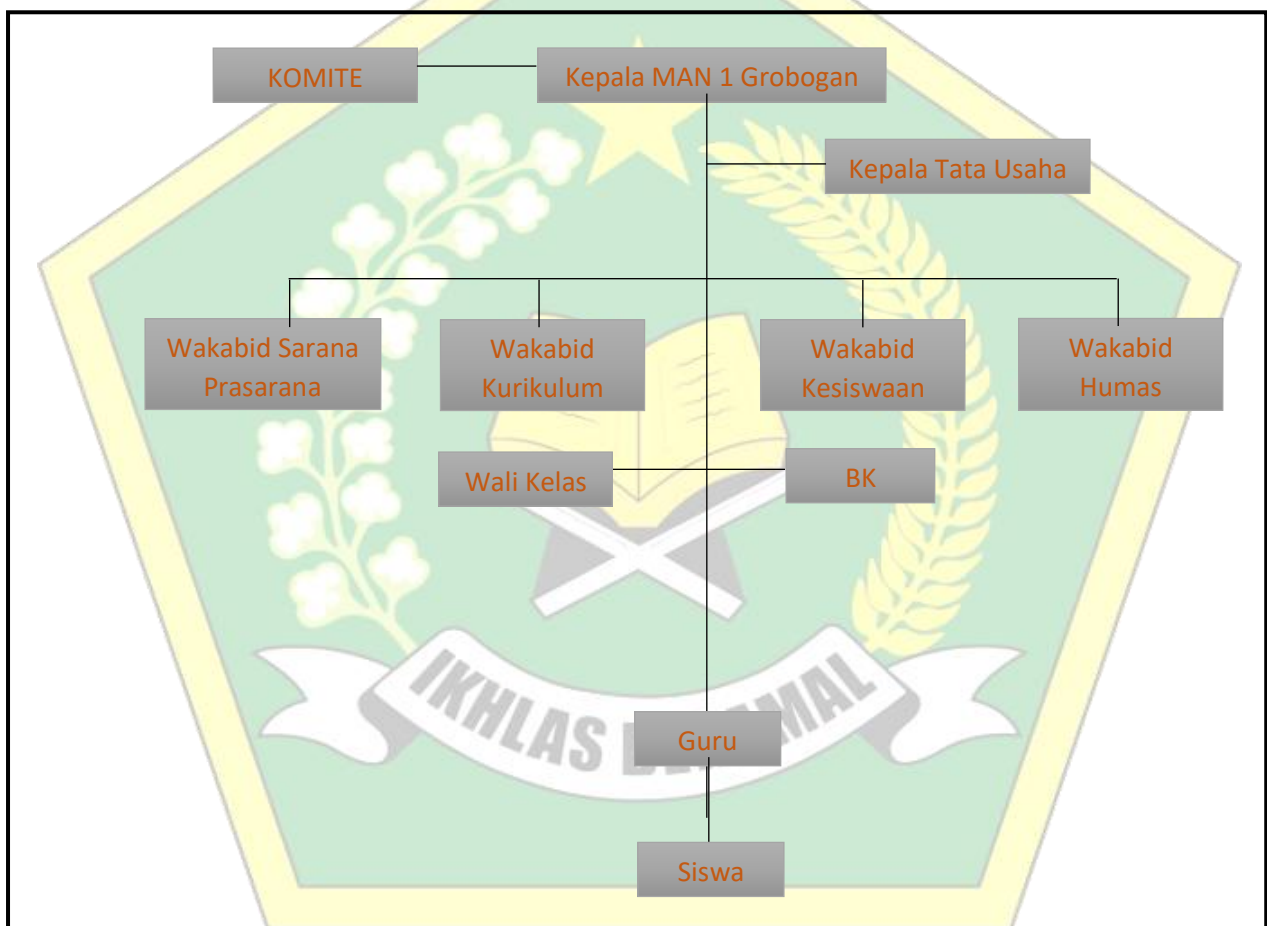 KOMITE
Kepala MAN 1 Grobogan
Kepala Tata Usaha
Wakabid Sarana
Prasarana
Wakabid
Kurikulum
Wakabid
Kesiswaan
Wakabid
Humas
Wali Kelas
BK
IKHLAS
Guru
Siswa